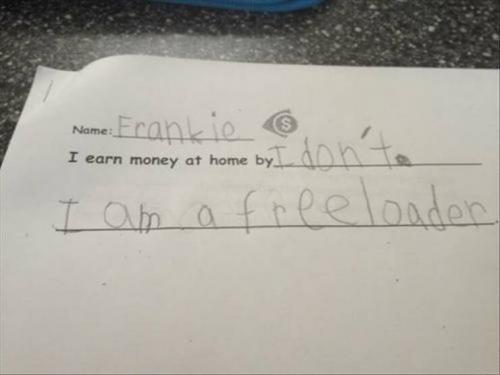 Name: Frankie $
I earn money at home by I don't.
I am a freeloader